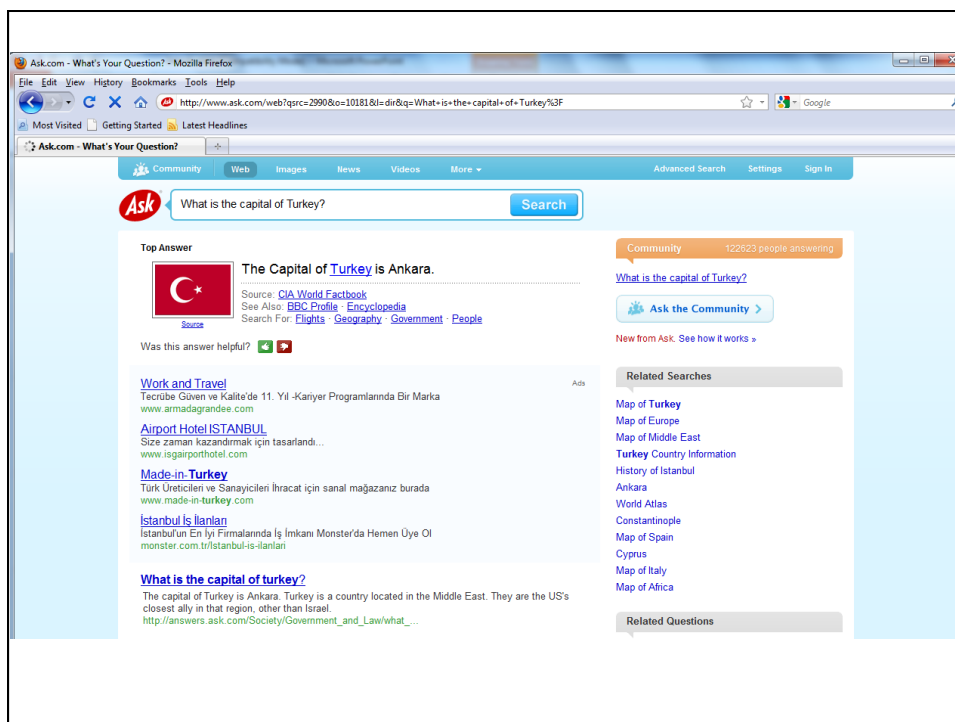 Ask.com - What's Your Question? - Mozilla Firefox
File Edit View History Bookmarks Tools Help
http://www.ask.com/web?qsrc=2990&o=10181&l=dir&q=What+is+the+capital+of+Turkey%3F
Google
Most Visited Getting Started Latest Headlines
Ask.com - What's Your Question?
Community Web Images News Videos More Advanced Search Settings Sign In
Ask What is the capital of Turkey? Search
Top Answer
The Capital of Turkey is Ankara.
Source: CIA World Factbook
See Also: BBC Profile · Encyclopedia
Search For: Flights · Geography · Government · People
Source
Was this answer helpful?
Work and Travel
Ads
Tecrübe Güven ve Kalite'de 11. Yıl -Kariyer Programlarında Bir Marka
www.armadagrandee.com
Airport Hotel ISTANBUL
Size zaman kazandırmak için tasarlandı...
www.isgairporthotel.com
Made-in-Turkey
Türk Üreticileri ve Sanayicileri İhracat için sanal mağazanız burada
www.made-in-turkey.com
İstanbul İş İlanları
İstanbul'un En İyi Firmalarında İş İmkanı Monster'da Hemen Üye Ol
monster.com.tr/Istanbul-is-ilanlari
What is the capital of turkey?
The capital of Turkey is Ankara. Turkey is a country located in the Middle East. They are the US's
closest ally in that region, other than Israel.
http://answers.ask.com/Society/Government_and_Law/what_...
Community 122623 people answering
What is the capital of Turkey?
Ask the Community
New from Ask. See how it works »
Related Searches
Map of Turkey
Map of Europe
Map of Middle East
Turkey Country Information
History of Istanbul
Ankara
World Atlas
Constantinople
Map of Spain
Cyprus
Map of Italy
Map of Africa
Related Questions